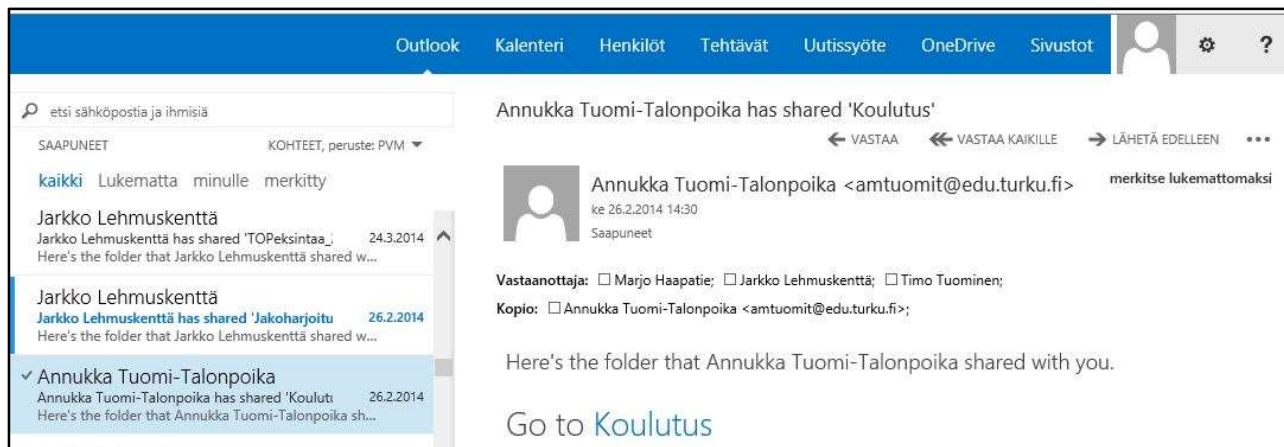 Outlook Kalenteri Henkilöt Tehtävät Uutissyöte OneDrive Sivustot ?
etsi sähköpostia ja ihmisiä
SAAPUNEET KOHTEET, peruste: PVM
kaikki Lukematta minulle merkitty
Jarkko Lehmuskenttä
Jarkko Lehmuskenttä has shared 'TOPeksintaa_ 24.3.2014
Here's the folder that Jarkko Lehmuskenttä shared w...
Jarkko Lehmuskenttä
Jarkko Lehmuskenttä has shared 'Jakoharjoitu 26.2.2014
Here's the folder that Jarkko Lehmuskenttä shared w...
Annukka Tuomi-Talonpoika
Annukka Tuomi-Talonpoika has shared 'Koulutu 26.2.2014
Here's the folder that Annukka Tuomi-Talonpoika sh...
Annukka Tuomi-Talonpoika has shared 'Koulutus'
VASTAA VASTAA KAIKILLE LÄHETÄ EDELLEEN ...
Annukka Tuomi-Talonpoika <amtuomit@edu.turku.fi> merkitse lukemattomaksi
ke 26.2.2014 14:30
Saapuneet
Vastaanottaja: Marjo Haapatie; Jarkko Lehmuskenttä; Timo Tuominen;
Kopio: Annukka Tuomi-Talonpoika <amtuomit@edu.turku.fi>;
Here's the folder that Annukka Tuomi-Talonpoika shared with you.
Go to Koulutus